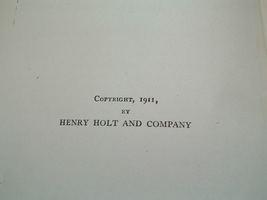 Copyright, 1911,
BY
HENRY HOLT AND COMPANY